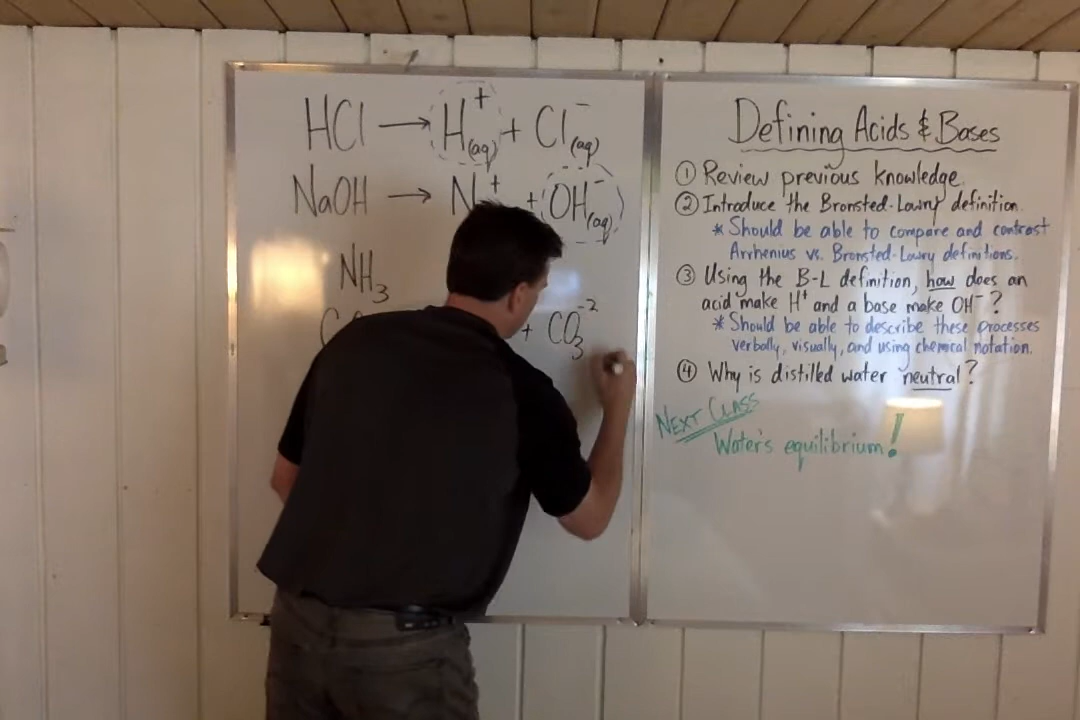 HCl → H⁺(aq) + Cl⁻(aq)
NaOH → N⁺ + OH⁻(aq)
NH₃
C + CO₃⁻²
Defining Acids & Bases
① Review previous knowledge.
② Introduce the Bronsted-Lowry definition.
* Should be able to compare and contrast
Arrhenius vs. Bronsted-Lowry definitions.
③ Using the B-L definition, how does an
acid make H⁺ and a base make OH⁻?
* Should be able to describe these processes
verbally, visually, and using chemical notation.
④ Why is distilled water neutral?
NEXT CLASS
Water's equilibrium!